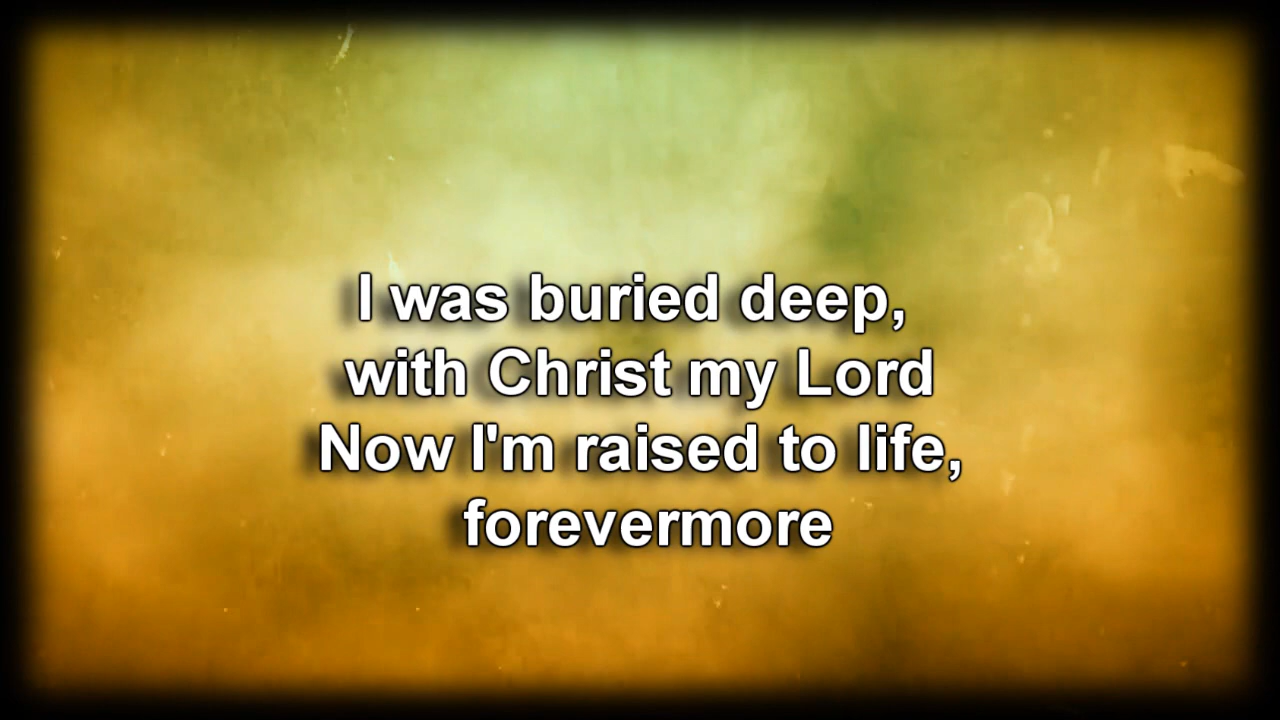 I was buried deep,
with Christ my Lord
Now I'm raised to life,
forevermore